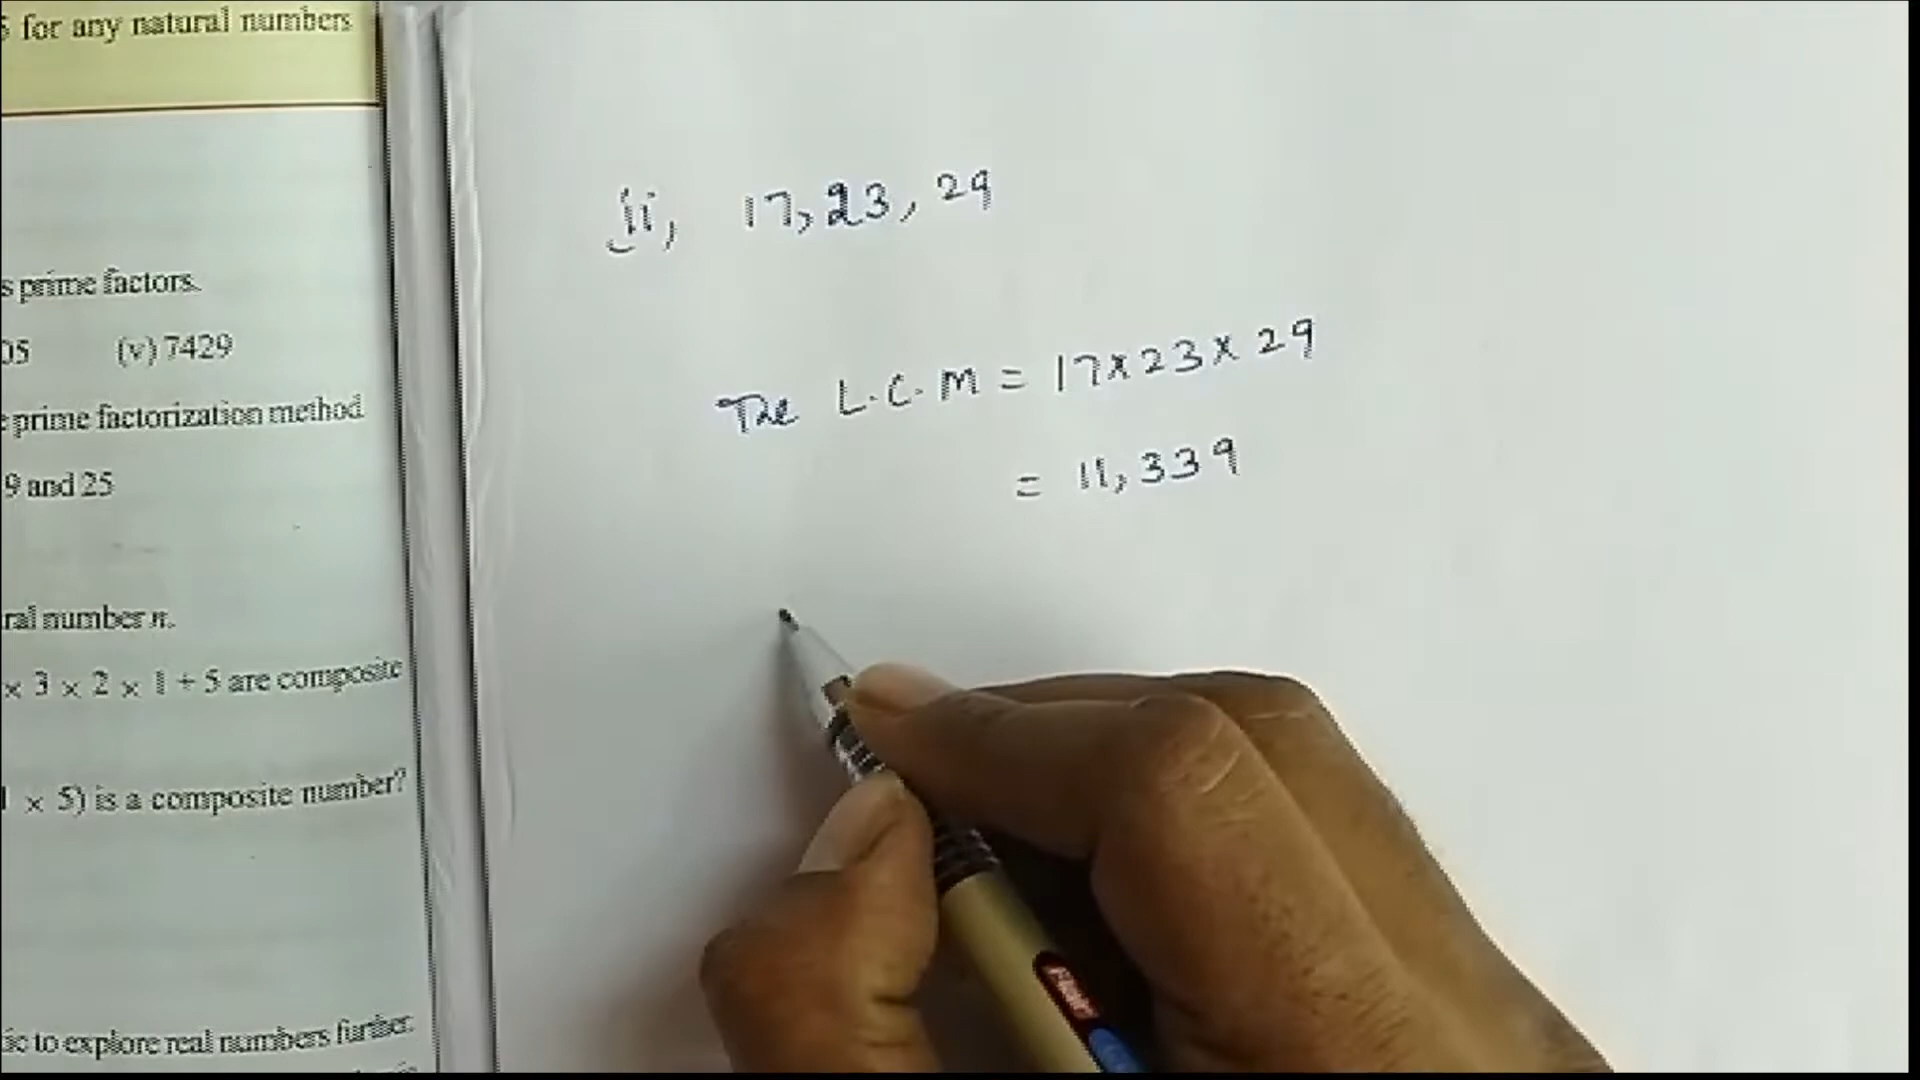 5 for any natural numbers
s prime factors.
05 (v) 7429
e prime factorization method.
9 and 25
ral number n.
× 3 × 2 × 1 + 5 are composite
1 × 5) is a composite number?
ic to explore real numbers further.
ii, 17, 23, 29
The L.C.M = 17 × 23 × 29
= 11,339